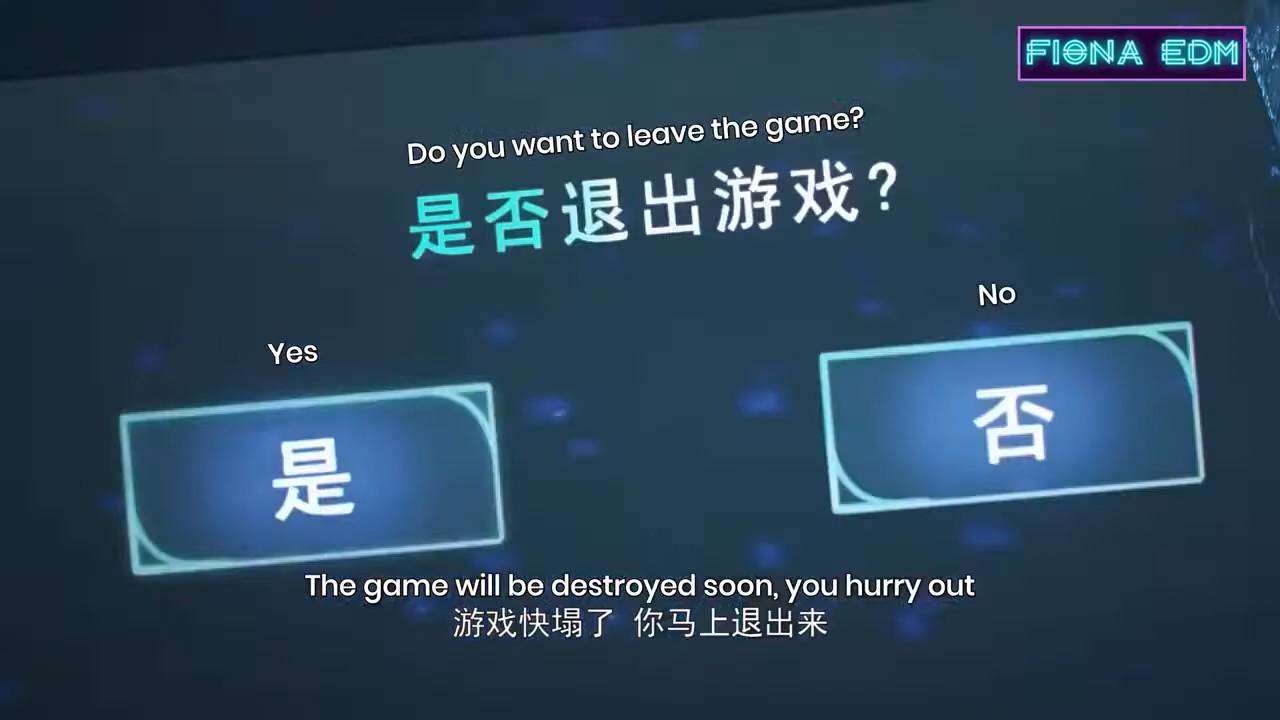 FIONA EDM
Do you want to leave the game?
是否退出游戏?
No
Yes
否
是
The game will be destroyed soon, you hurry out
游戏快塌了 你马上退出来